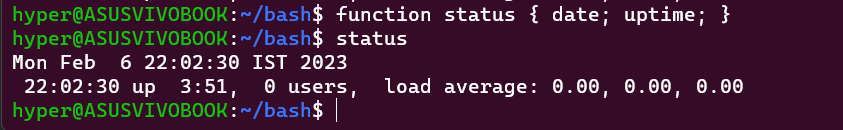 hyper@ASUSVIVOBOOK:~/bash$ function status { date; uptime; }
hyper@ASUSVIVOBOOK:~/bash$ status
Mon Feb  6 22:02:30 IST 2023
 22:02:30 up  3:51,  0 users,  load average: 0.00, 0.00, 0.00
hyper@ASUSVIVOBOOK:~/bash$